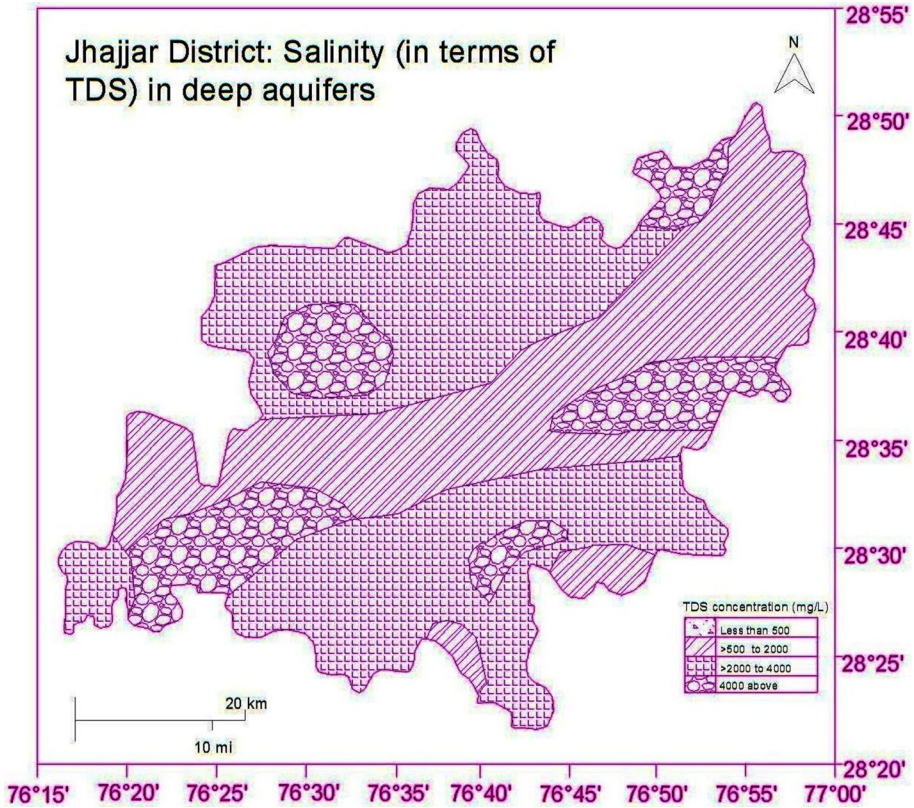 Jhajjar District: Salinity (in terms of
TDS) in deep aquifers
N
28°55'
28°50'
28°45'
28°40'
28°35'
28°30'
28°25'
28°20'
TDS concentration (mg/L)
Less than 500
>500 to 2000
>2000 to 4000
4000 above
20 km
10 mi
76°15'
76°20'
76°25'
76°30'
76°35'
76°40'
76°45'
76°50'
76°55'
77°00'